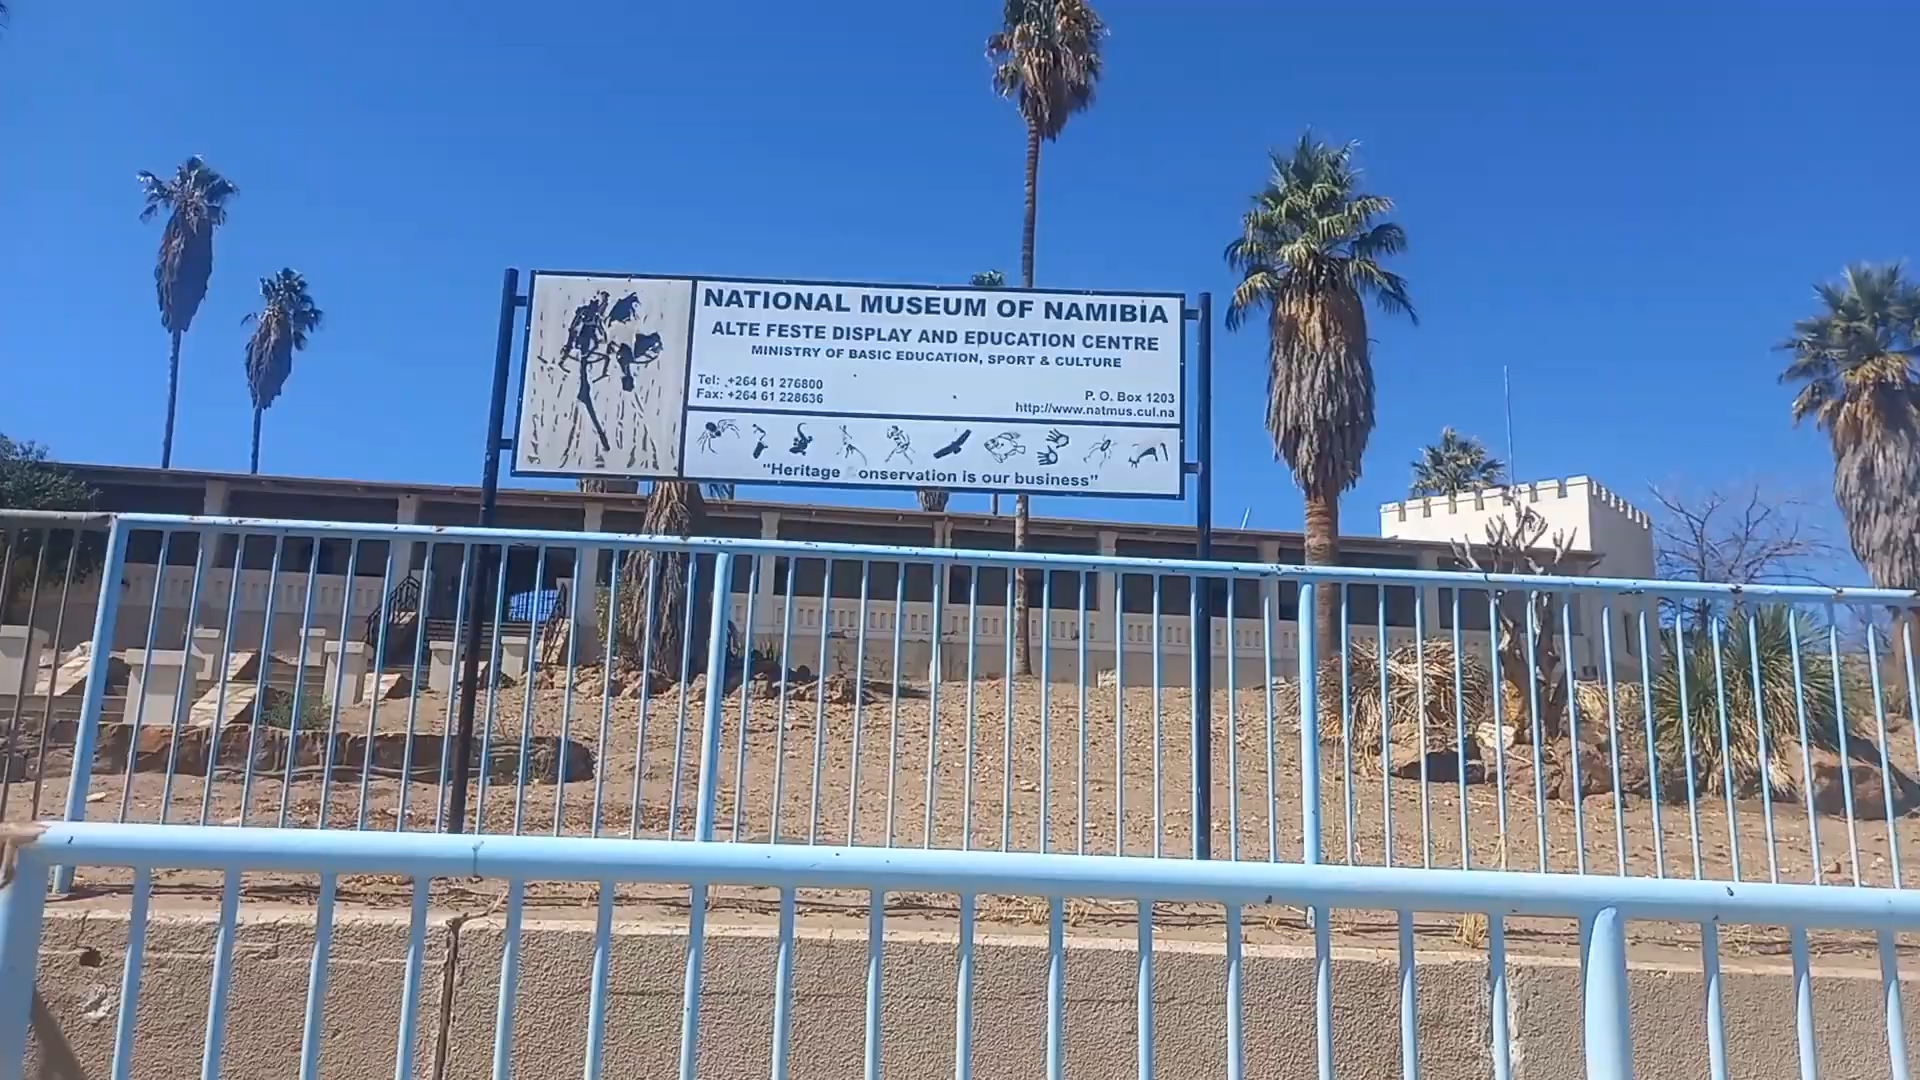 NATIONAL MUSEUM OF NAMIBIA
ALTE FESTE DISPLAY AND EDUCATION CENTRE
MINISTRY OF BASIC EDUCATION, SPORT & CULTURE
Tel: +264 61 276800
Fax: +264 61 228636
P. O. Box 1203
http://www.natmus.cul.na
"Heritage Conservation is our business"